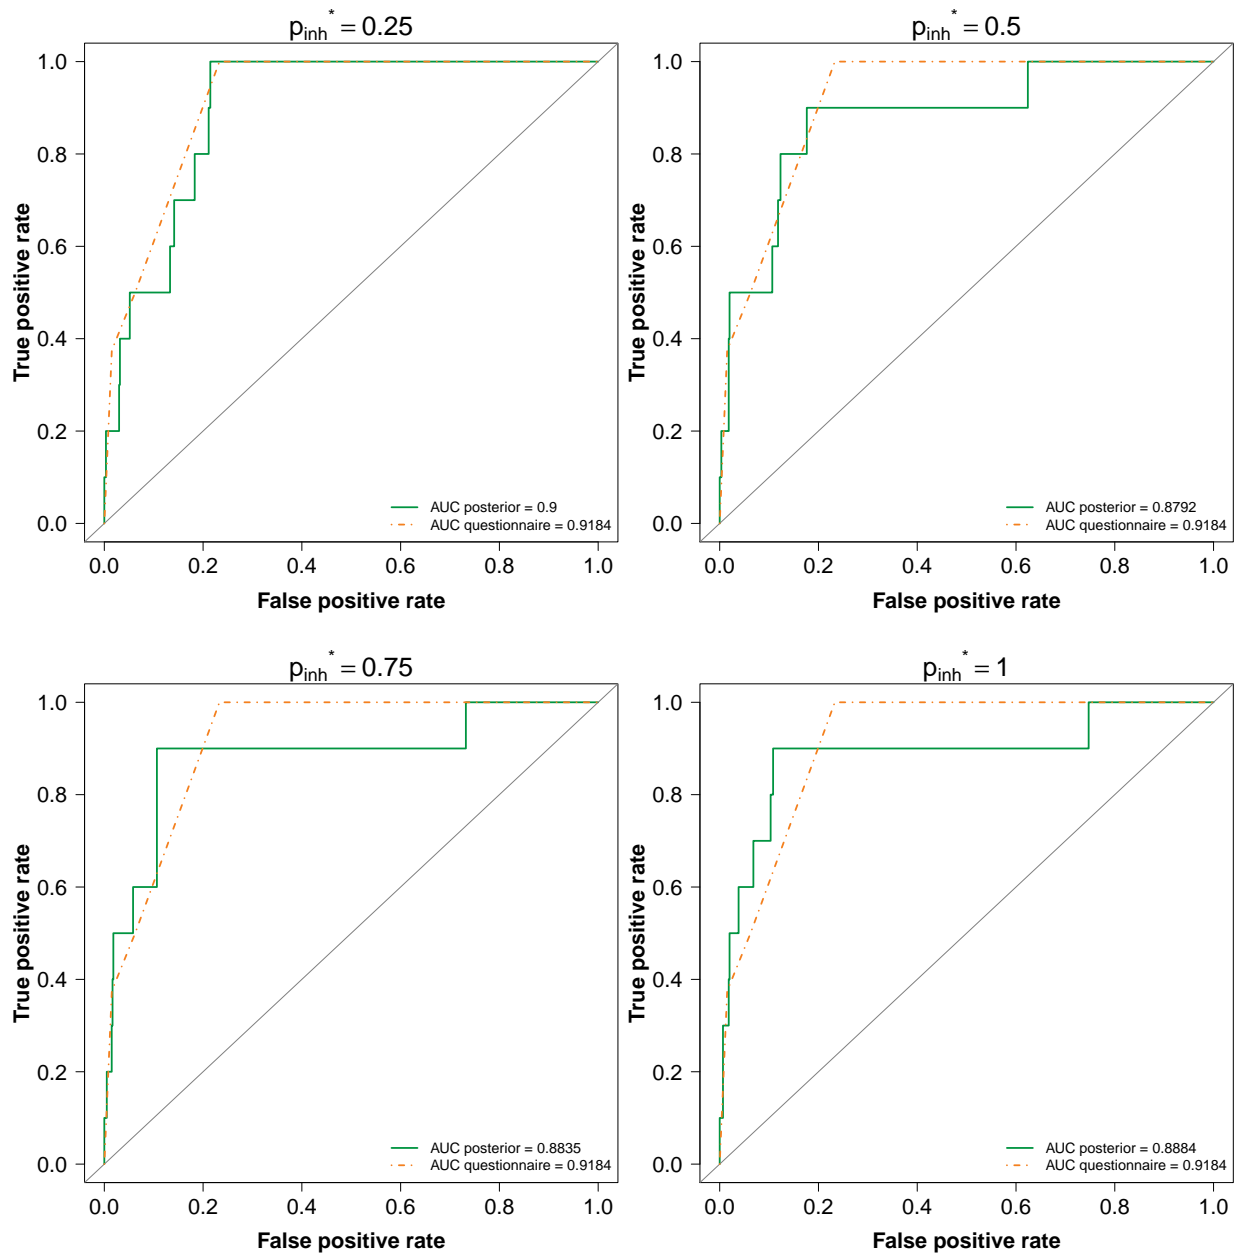 p_inh* = 0.25
1.0
0.8
0.6
0.4
0.2
0.0
True positive rate
AUC posterior = 0.9
AUC questionnaire = 0.9184
0.0 0.2 0.4 0.6 0.8 1.0
False positive rate
p_inh* = 0.5
1.0
0.8
0.6
0.4
0.2
0.0
True positive rate
AUC posterior = 0.8792
AUC questionnaire = 0.9184
0.0 0.2 0.4 0.6 0.8 1.0
False positive rate
p_inh* = 0.75
1.0
0.8
0.6
0.4
0.2
0.0
True positive rate
AUC posterior = 0.8835
AUC questionnaire = 0.9184
0.0 0.2 0.4 0.6 0.8 1.0
False positive rate
p_inh* = 1
1.0
0.8
0.6
0.4
0.2
0.0
True positive rate
AUC posterior = 0.8884
AUC questionnaire = 0.9184
0.0 0.2 0.4 0.6 0.8 1.0
False positive rate